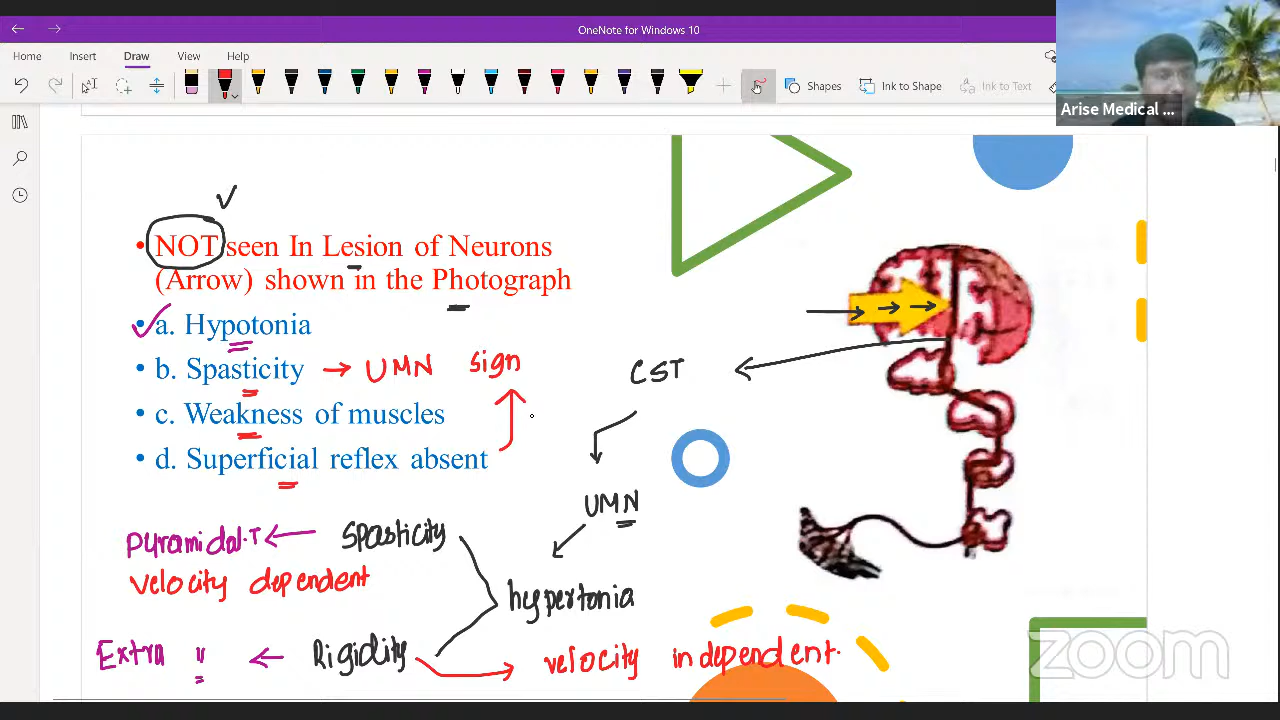 OneNote for Windows 10
Home Insert Draw View Help
Shapes Ink to Shape Ink to Text
Arise Medical ...
• NOT seen In Lesion of Neurons
(Arrow) shown in the Photograph
• a. Hypotonia
• b. Spasticity → UMN sign
• c. Weakness of muscles
• d. Superficial reflex absent
CST
UMN
hypertonia
Spasticity
Pyramidal.T
velocity dependent
Rigidity
Extra "
velocity independent.
zoom